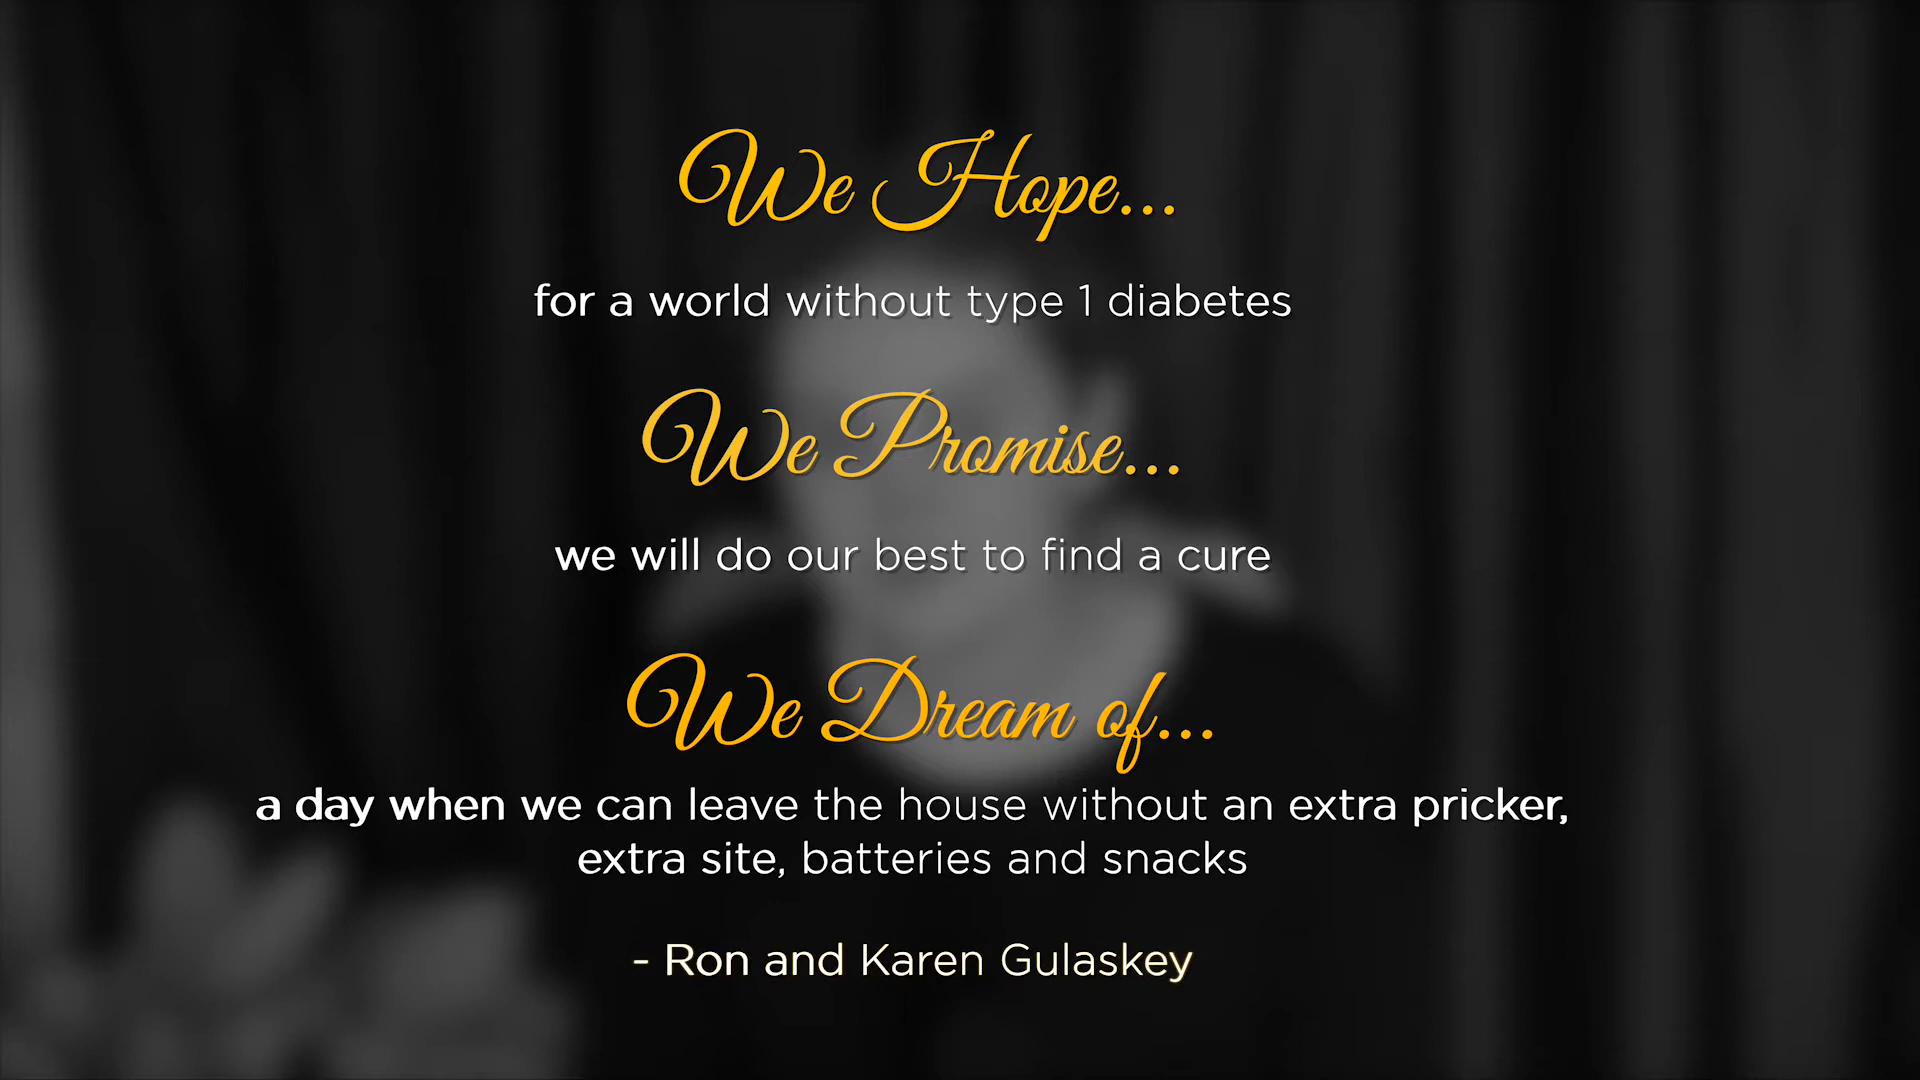 We Hope...
for a world without type 1 diabetes
We Promise...
we will do our best to find a cure
We Dream of...
a day when we can leave the house without an extra pricker,
extra site, batteries and snacks
- Ron and Karen Gulaskey